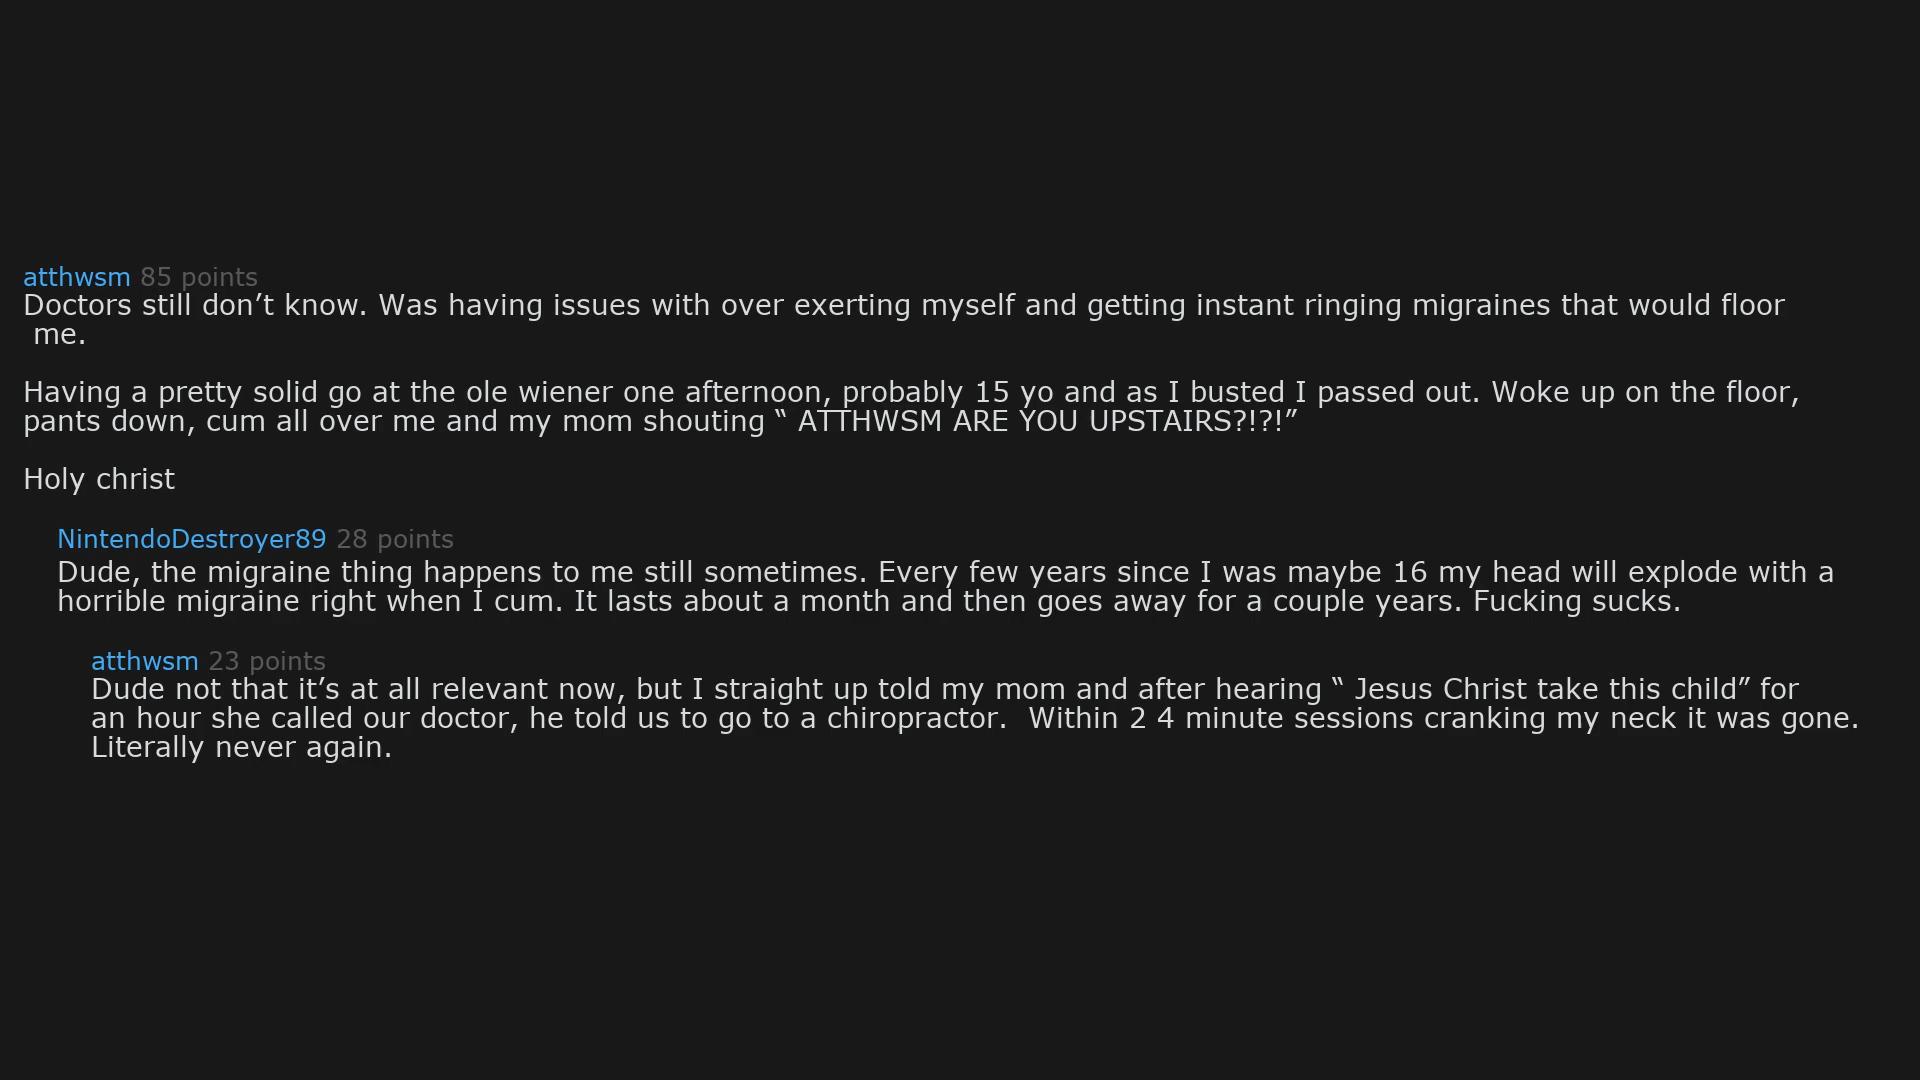 atthwsm 85 points
Doctors still don’t know. Was having issues with over exerting myself and getting instant ringing migraines that would floor
me.
Having a pretty solid go at the ole wiener one afternoon, probably 15 yo and as I busted I passed out. Woke up on the floor,
pants down, cum all over me and my mom shouting “ ATTHWSM ARE YOU UPSTAIRS?!?!”
Holy christ
NintendoDestroyer89 28 points
Dude, the migraine thing happens to me still sometimes. Every few years since I was maybe 16 my head will explode with a
horrible migraine right when I cum. It lasts about a month and then goes away for a couple years. Fucking sucks.
atthwsm 23 points
Dude not that it’s at all relevant now, but I straight up told my mom and after hearing “ Jesus Christ take this child” for
an hour she called our doctor, he told us to go to a chiropractor.  Within 2 4 minute sessions cranking my neck it was gone.
Literally never again.